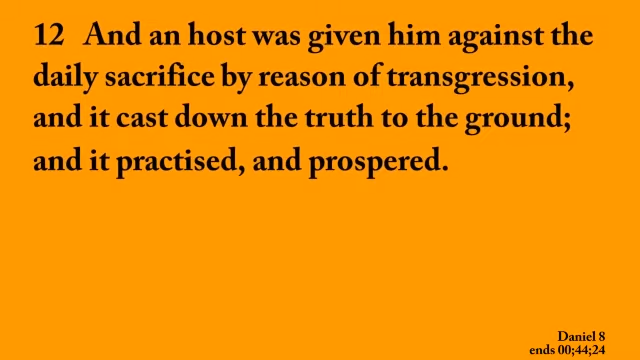 12 And an host was given him against the
daily sacrifice by reason of transgression,
and it cast down the truth to the ground;
and it practised, and prospered.
Daniel 8
ends 00;44;24